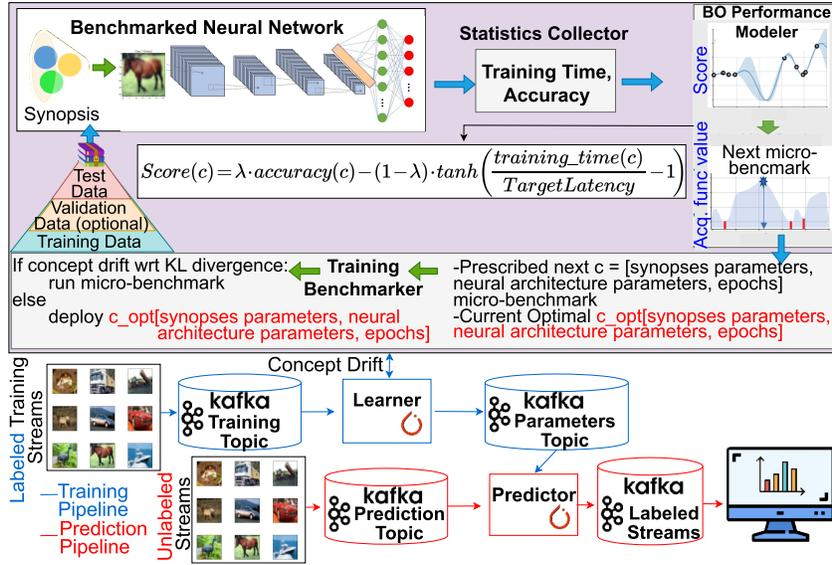 Benchmarked Neural Network
Synopsis
Statistics Collector
Training Time,
Accuracy
BO Performance
Modeler
Score
Next micro-
bencmark
Acq. func value
Score(c) = λ·accuracy(c) − (1−λ)·tanh(training_time(c)/TargetLatency − 1)
Test
Data
Validation
Data (optional)
Training Data
If concept drift wrt KL divergence:
run micro-benchmark
else
deploy c_opt[synopses parameters, neural
architecture parameters, epochs]
Training
Benchmarker
-Prescribed next c = [synopses parameters,
neural architecture parameters, epochs]
micro-benchmark
-Current Optimal c_opt[synopses parameters,
neural architecture parameters, epochs]
Concept Drift
Labeled Training
Streams
kafka
Training
Topic
Learner
kafka
Parameters
Topic
Training
Pipeline
Prediction
Pipeline
Unlabeled
Streams
kafka
Prediction
Topic
Predictor
kafka
Labeled
Streams